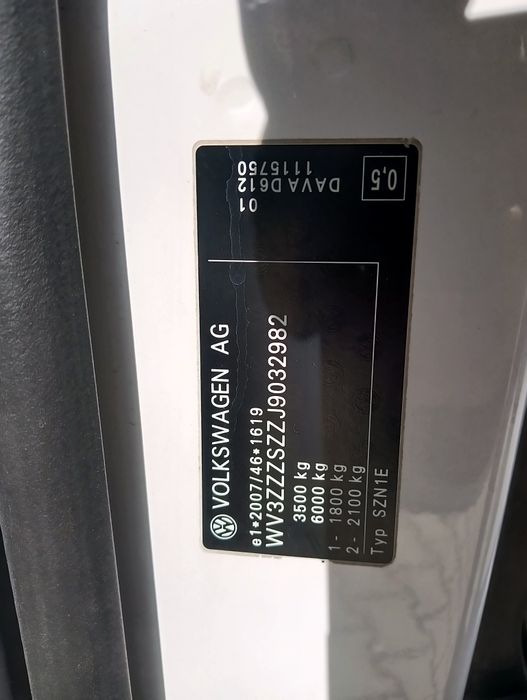 VOLKSWAGEN AG
e1*2007/46*1619
WV3ZZZSZZJ9032982
3500 kg
6000 kg
1 - 1800 kg
2 - 2100 kg
Typ SZN1E
01
DAVA D612
1115750
0,5